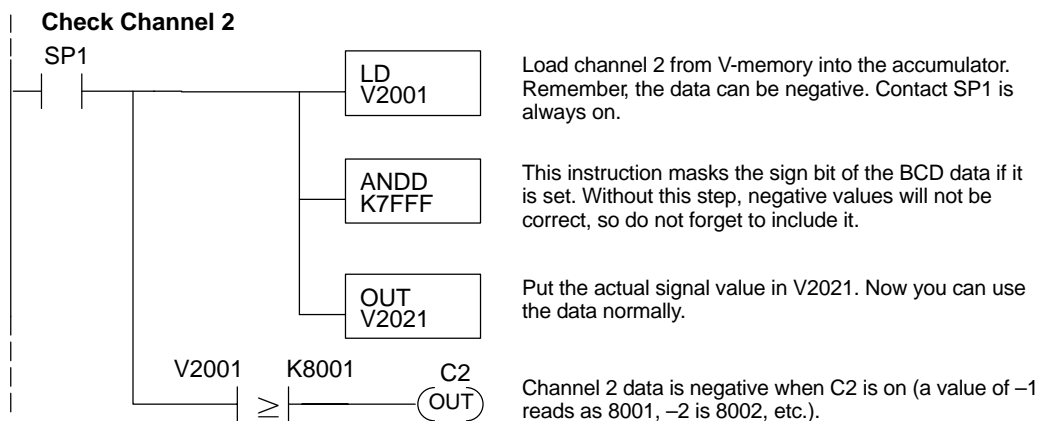 Check Channel 2
SP1
LD
V2001
Load channel 2 from V-memory into the accumulator.
Remember, the data can be negative. Contact SP1 is
always on.
ANDD
K7FFF
This instruction masks the sign bit of the BCD data if it
is set. Without this step, negative values will not be
correct, so do not forget to include it.
OUT
V2021
Put the actual signal value in V2021. Now you can use
the data normally.
V2001 K8001 C2
≥ OUT
Channel 2 data is negative when C2 is on (a value of –1
reads as 8001, –2 is 8002, etc.).